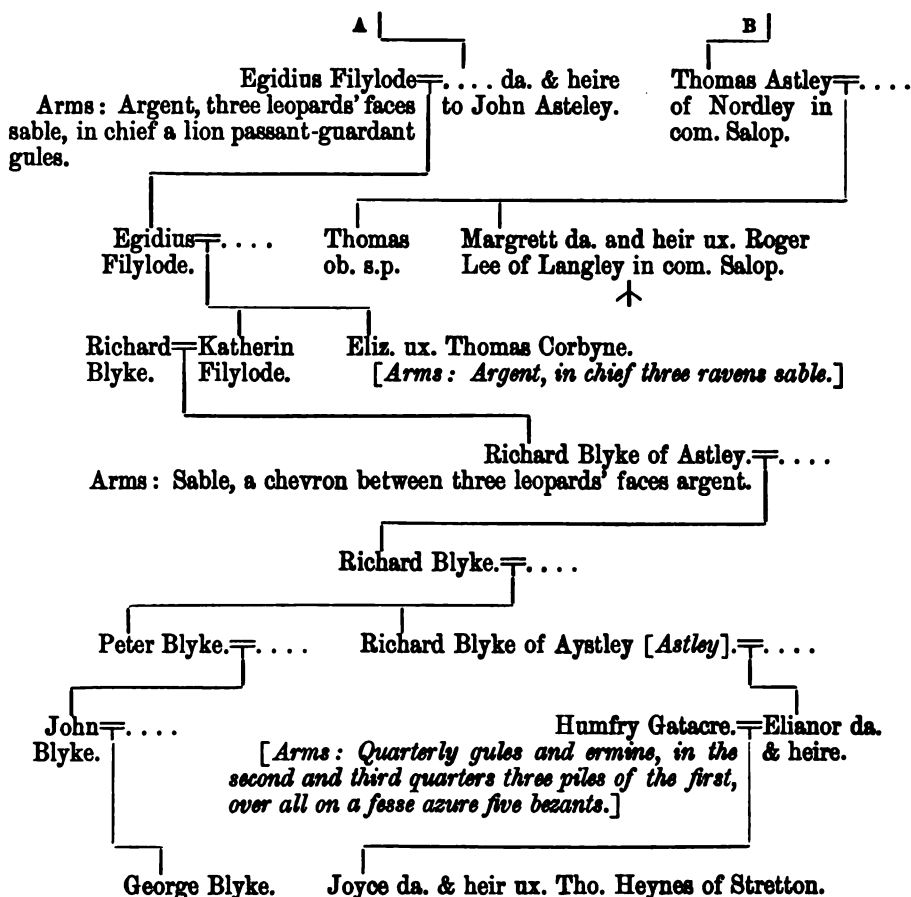 A B
Egidius Filylode . . . . da. & heire Thomas Astley . . . .
Arms : Argent, three leopards' faces to John Asteley. of Nordley in
sable, in chief a lion passant-guardant com. Salop.
gules.
Egidius . . . . Thomas Margrett da. and heir ux. Roger
Filylode. ob. s.p. Lee of Langley in com. Salop.
Richard Katherin Eliz. ux. Thomas Corbyne.
Blyke. Filylode. [Arms : Argent, in chief three ravens sable.]
Richard Blyke of Astley. . . . .
Arms : Sable, a chevron between three leopards' faces argent.
Richard Blyke. . . . .
Peter Blyke. . . . . Richard Blyke of Aystley [Astley]. . . . .
John . . . . Humfry Gatacre. Elianor da.
Blyke. [Arms : Quarterly gules and ermine, in the & heire.
second and third quarters three piles of the first,
over all on a fesse azure five bezants.]
George Blyke. Joyce da. & heir ux. Tho. Heynes of Stretton.